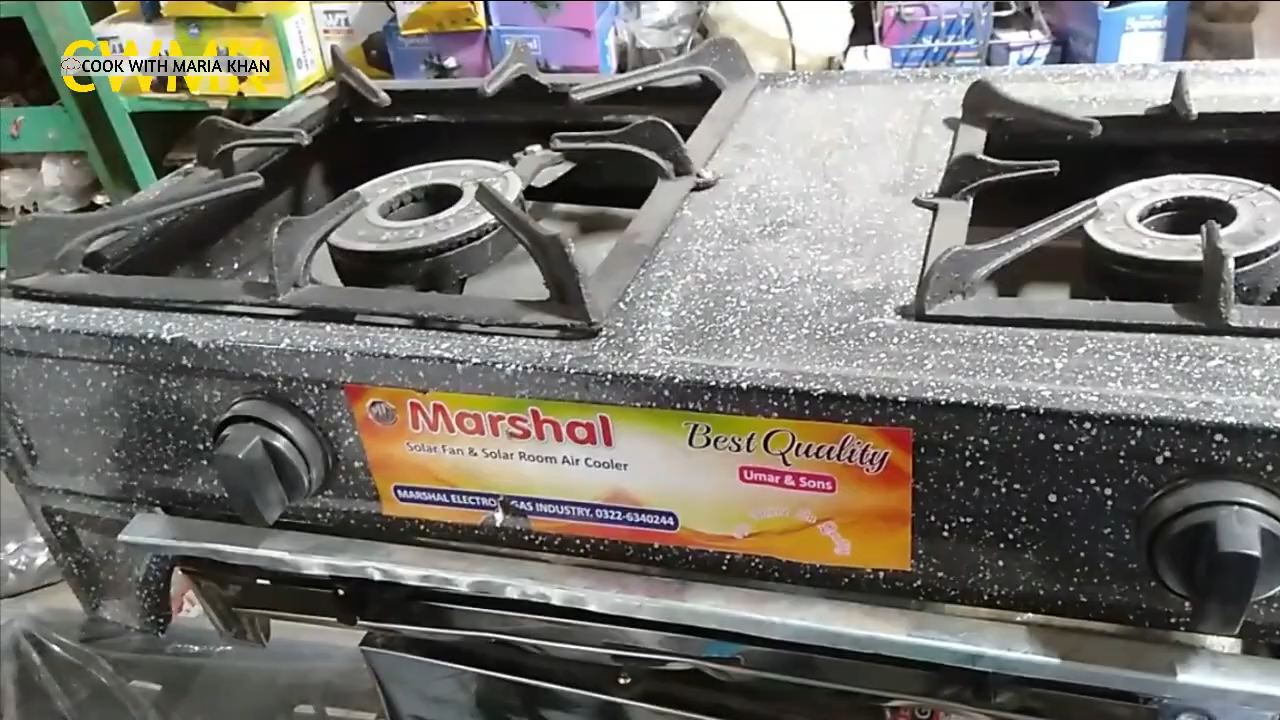 CWMK
COOK WITH MARIA KHAN
WT
Marshal
Best Quality
Solar Fan & Solar Room Air Cooler
Umar & Sons
MARSHAL ELECTRO GAS INDUSTRY, 0322-6340244